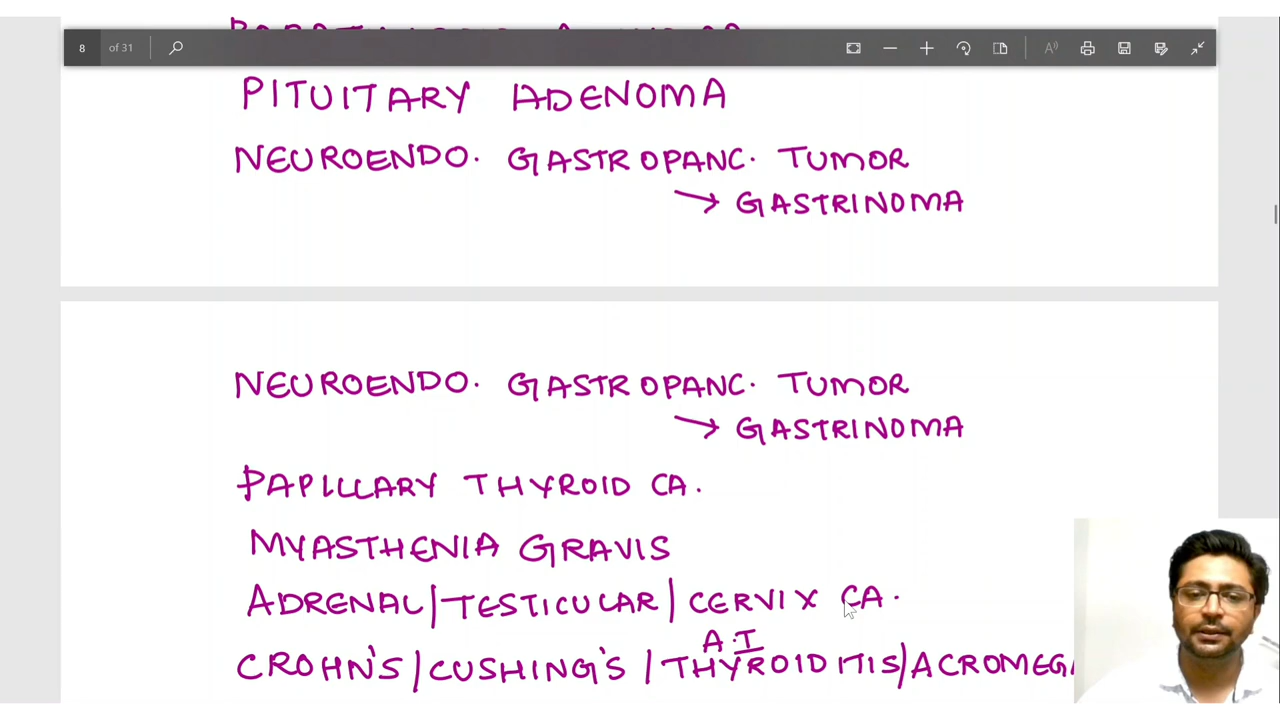 8 of 31
PITUITARY ADENOMA
NEUROENDO. GASTROPANC. TUMOR
→ GASTRINOMA
NEUROENDO. GASTROPANC. TUMOR
→ GASTRINOMA
PAPILLARY THYROID CA.
MYASTHENIA GRAVIS
ADRENAL/TESTICULAR/CERVIX CA.
A.I
CROHN'S/CUSHING'S/THYROIDITIS/ACROMEGA